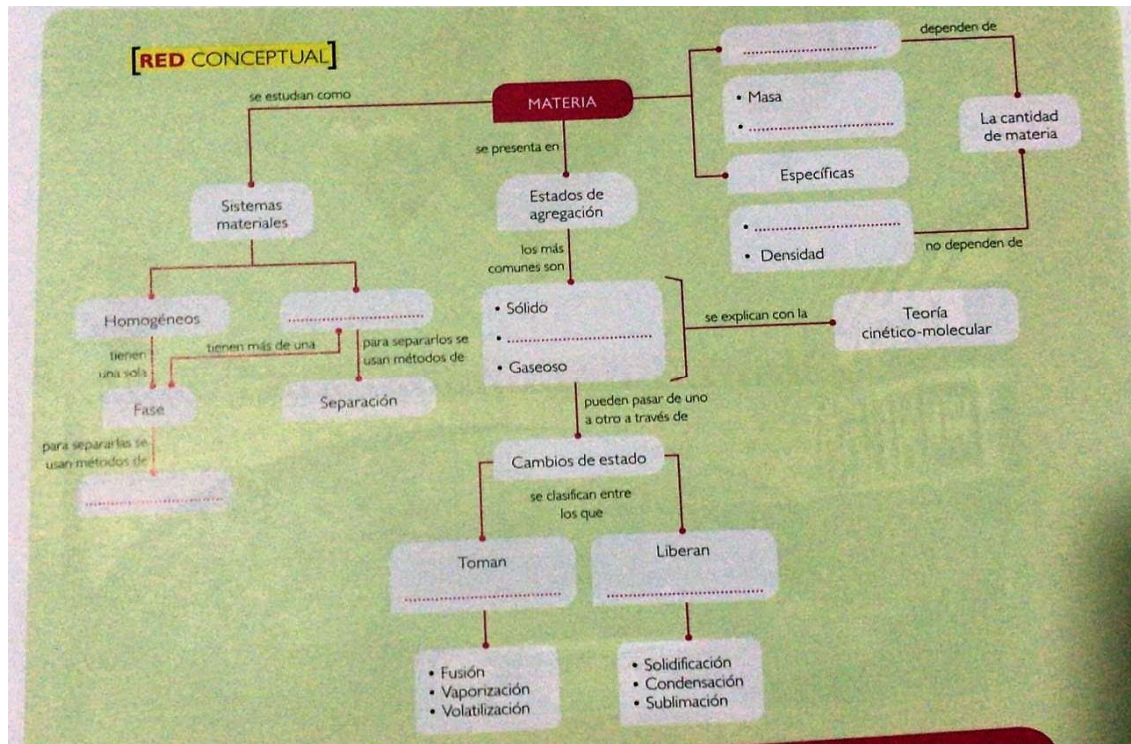 [RED CONCEPTUAL]
se estudian como
MATERIA
se presenta en
....................
dependen de
• Masa
• ....................
La cantidad
de materia
Específicas
• ....................
• Densidad
no dependen de
Sistemas
materiales
Estados de
agregación
los más
comunes son
Homogéneos
....................
• Sólido
• ....................
• Gaseoso
se explican con la
Teoría
cinético-molecular
tienen
una sola
tienen más de una
para separarlos se
usan métodos de
Fase
Separación
pueden pasar de uno
a otro a través de
para separarlas se
usan métodos de
....................
Cambios de estado
se clasifican entre
los que
Toman
....................
Liberan
....................
• Fusión
• Vaporización
• Volatilización
• Solidificación
• Condensación
• Sublimación